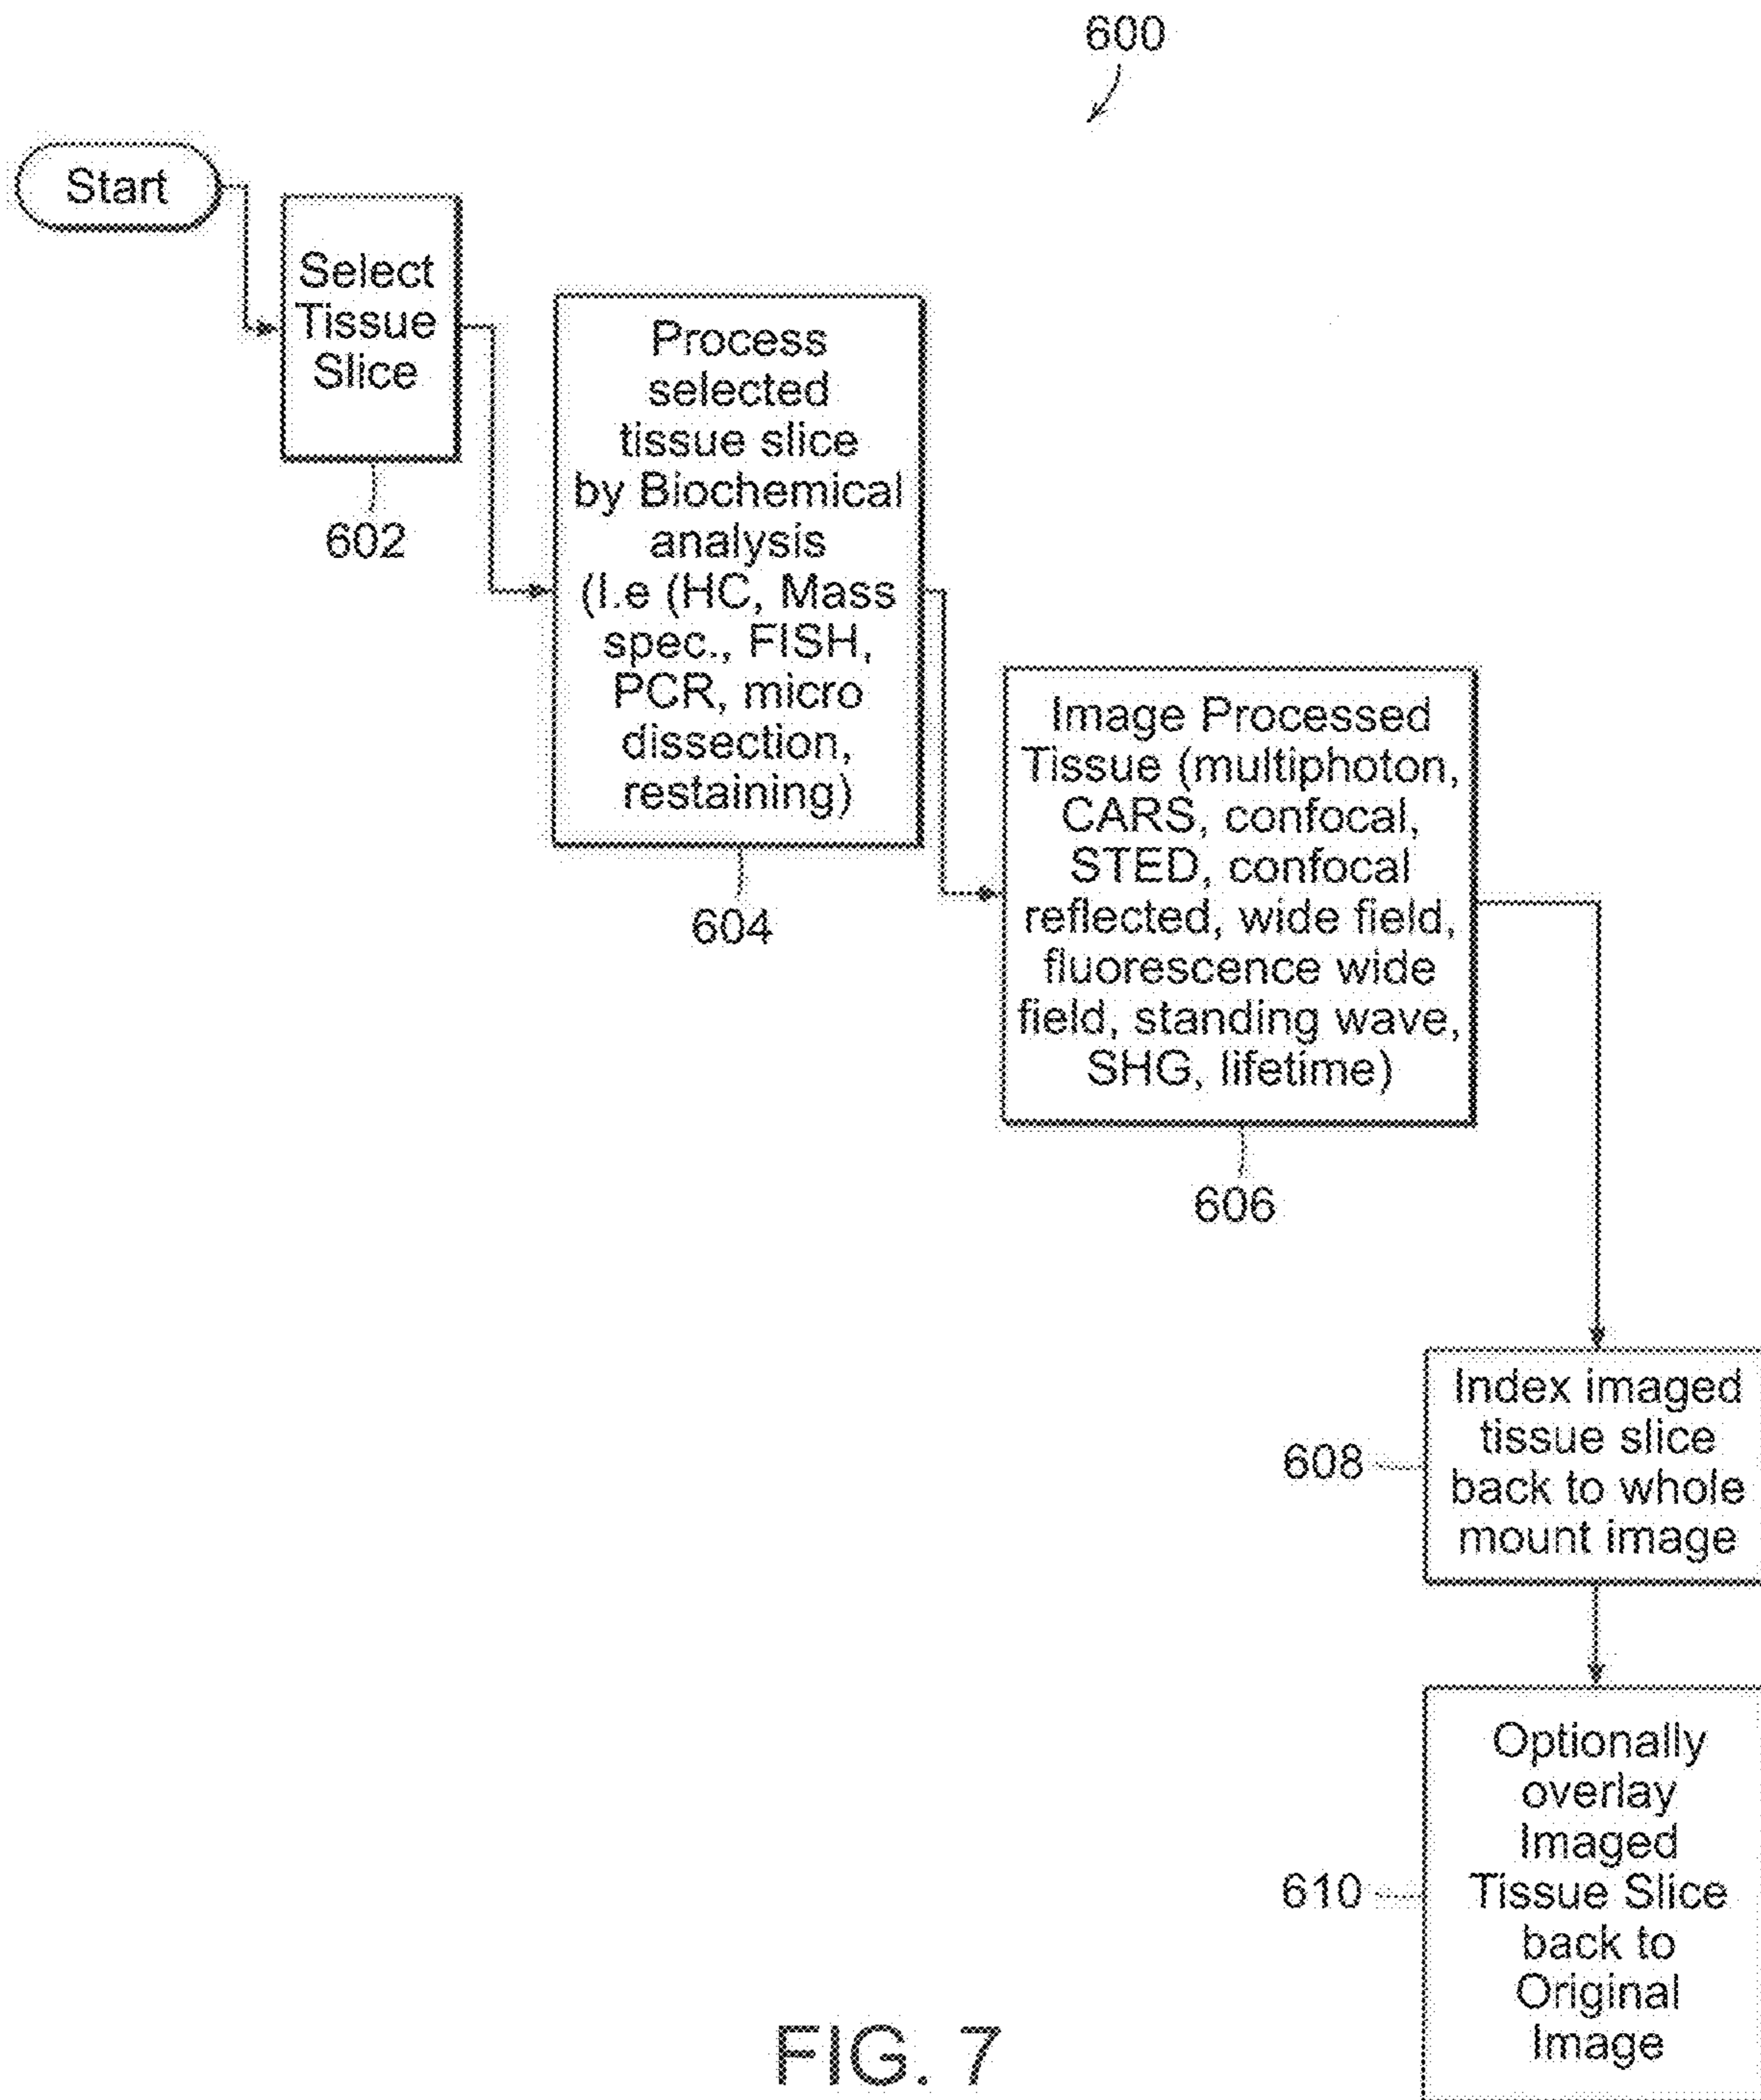 600
Start
Select
Tissue
Slice
602
Process
selected
tissue slice
by Biochemical
analysis
(I.e (HC, Mass
spec., FISH,
PCR, micro
dissection,
restaining)
604
Image Processed
Tissue (multiphoton,
CARS, confocal,
STED, confocal
reflected, wide field,
fluorescence wide
field, standing wave,
SHG, lifetime)
606
Index imaged
tissue slice
back to whole
mount image
608
Optionally
overlay
Imaged
Tissue Slice
back to
Original
Image
610
FIG. 7